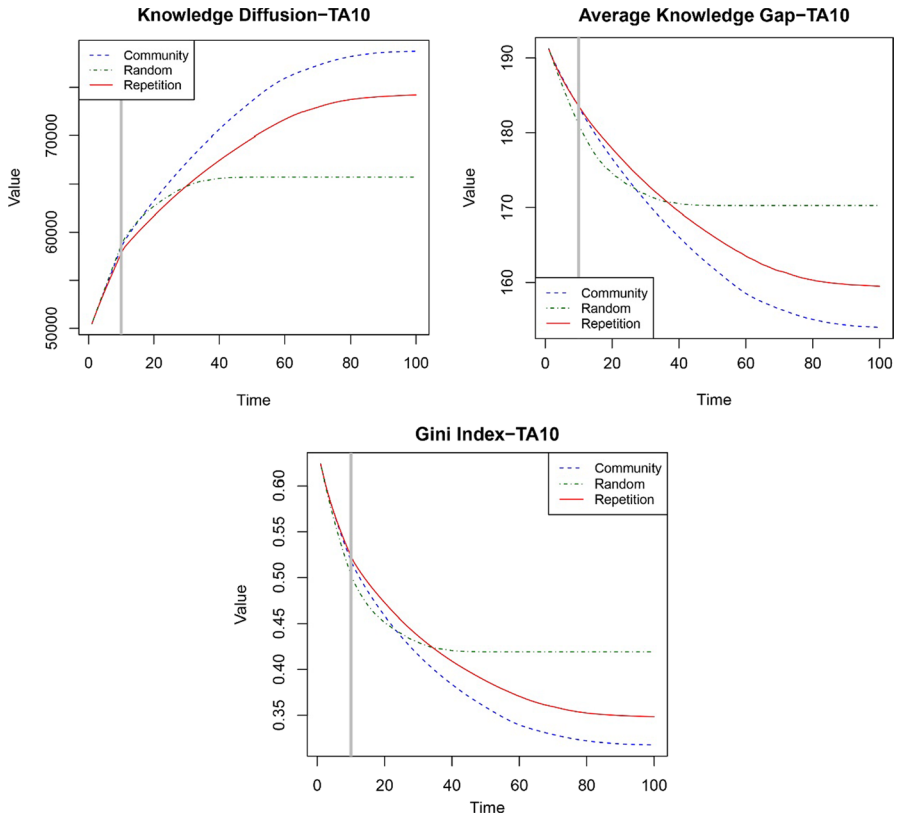 Knowledge Diffusion−TA10
Community
Random
Repetition
Value
50000
60000
70000
0 20 40 60 80 100
Time
Average Knowledge Gap−TA10
Value
160
170
180
190
Community
Random
Repetition
0 20 40 60 80 100
Time
Gini Index−TA10
Community
Random
Repetition
Value
0.35
0.40
0.45
0.50
0.55
0.60
0 20 40 60 80 100
Time